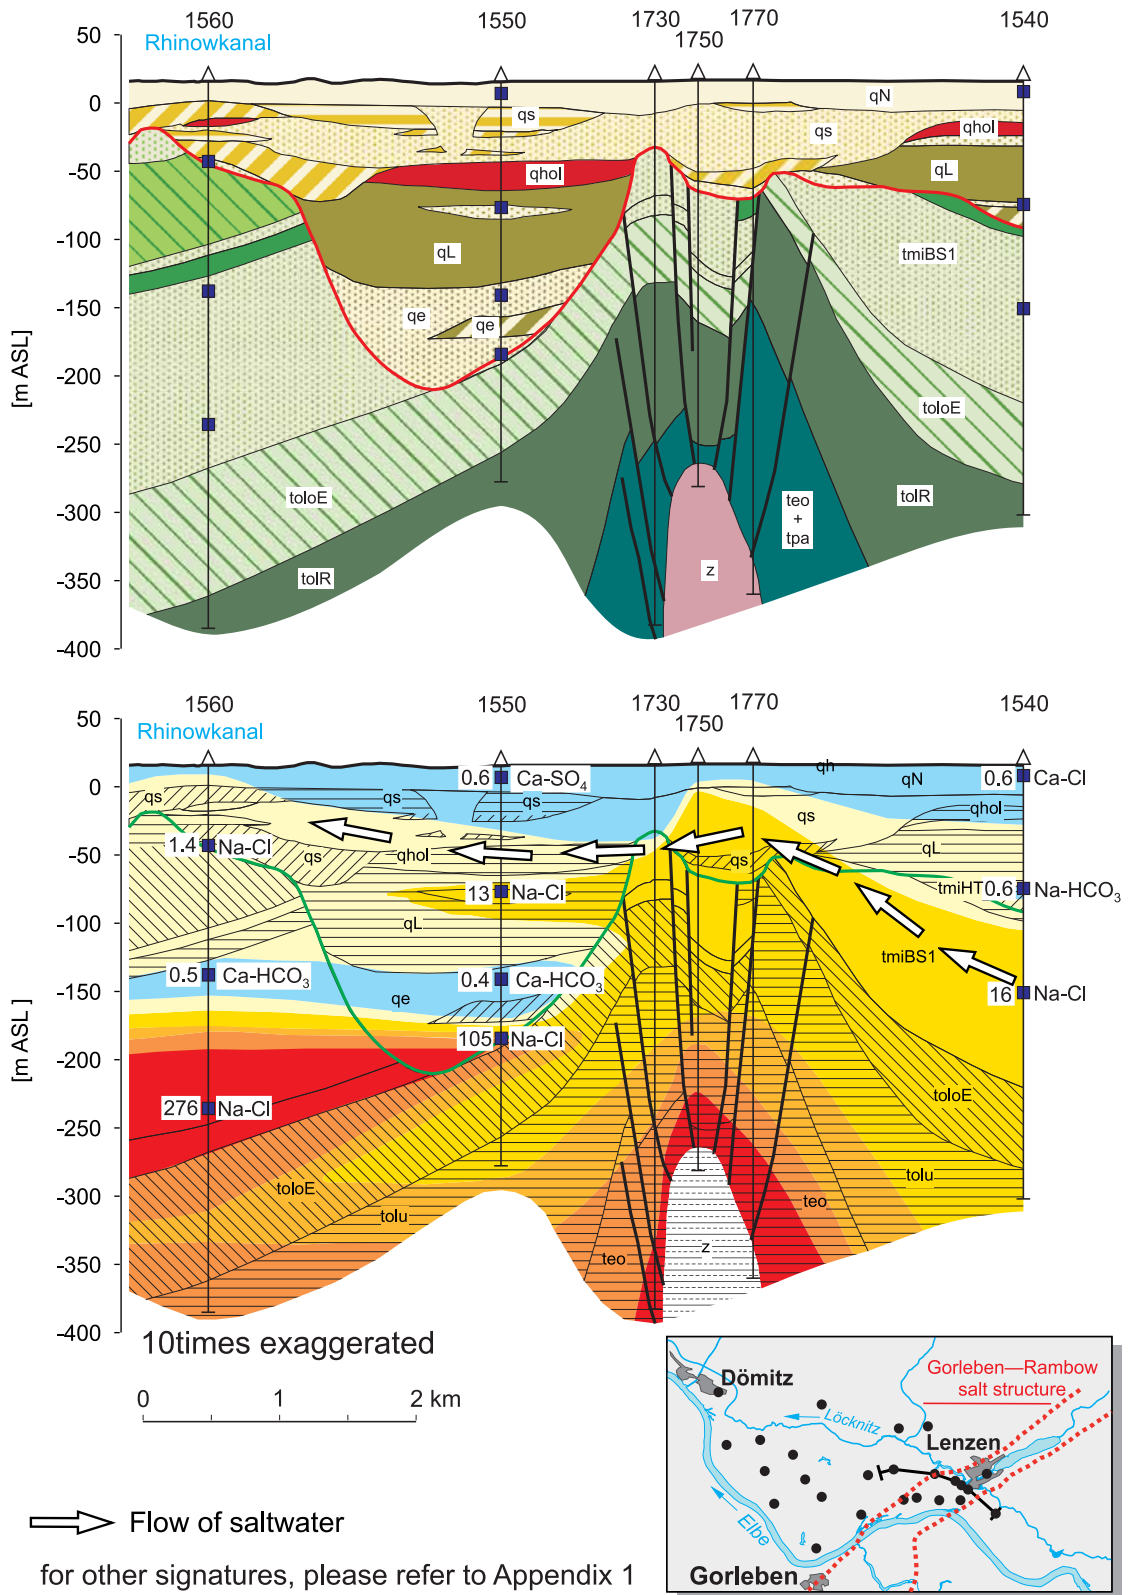 1560 1550 1730 1770 1540
1750
Rhinowkanal
50
0
-50
-100
-150
-200
-250
-300
-350
-400
[m ASL]
qN
qs
qs
qhol
qhol
qL
qL
tmiBS1
qe
qe
toloE
toloE
teo
+
tpa
tolR
tolR
z
1560 1550 1730 1770 1540
1750
Rhinowkanal
50
0
-50
-100
-150
-200
-250
-300
-350
-400
[m ASL]
0.6 Ca-SO4
qh
qN
0.6 Ca-Cl
qs
qs
qs
qs
qhol
1.4 Na-Cl
qs
qhol
qs
qL
13 Na-Cl
tmiHT 0.6 Na-HCO3
qL
tmiBS1
0.5 Ca-HCO3
0.4 Ca-HCO3
16 Na-Cl
qe
105 Na-Cl
276 Na-Cl
toloE
toloE
tolu
tolu
teo
teo
z
10times exaggerated
0 1 2 km
Flow of saltwater
for other signatures, please refer to Appendix 1
Gorleben—Rambow
salt structure
Dömitz
Löcknitz
Lenzen
Elbe
Gorleben